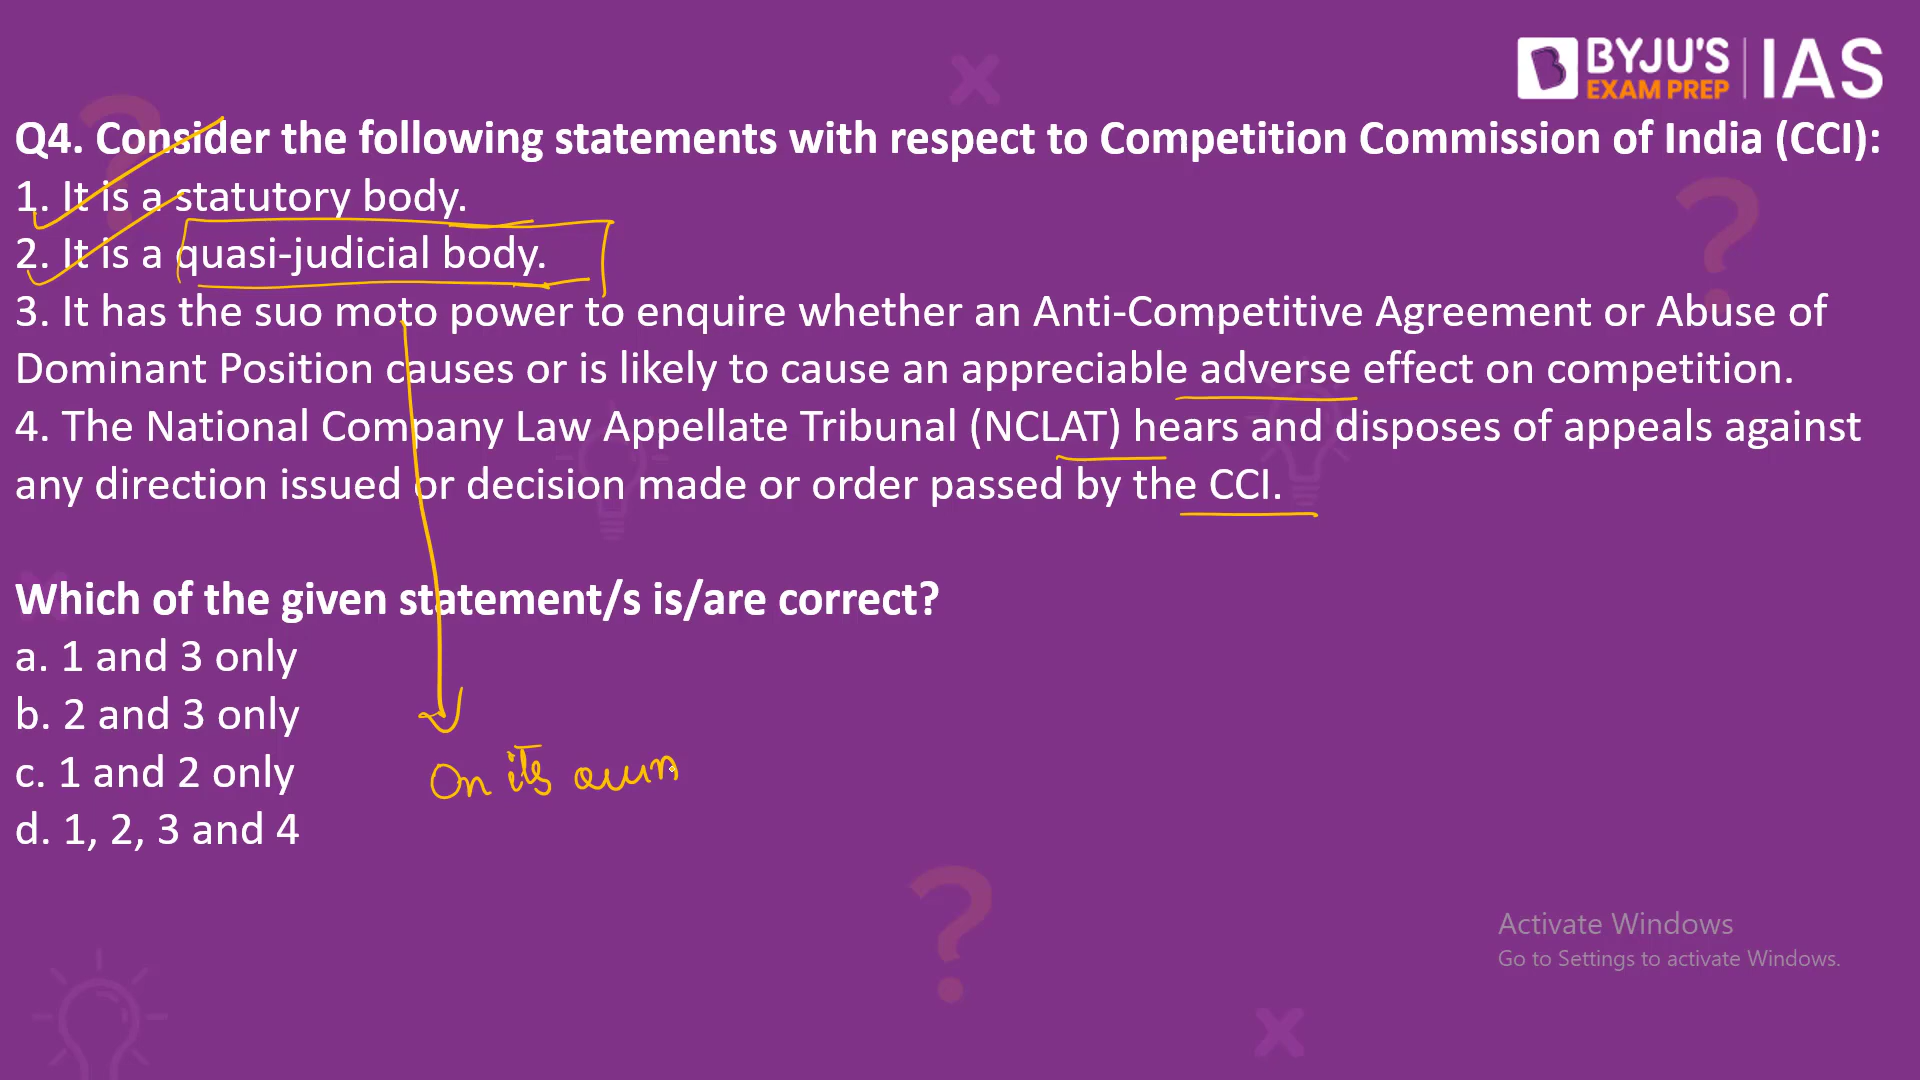 BYJU'S
EXAM PREP
IAS
Q4. Consider the following statements with respect to Competition Commission of India (CCI):
1. It is a statutory body.
2. It is a quasi-judicial body.
3. It has the suo moto power to enquire whether an Anti-Competitive Agreement or Abuse of
Dominant Position causes or is likely to cause an appreciable adverse effect on competition.
4. The National Company Law Appellate Tribunal (NCLAT) hears and disposes of appeals against
any direction issued or decision made or order passed by the CCI.
Which of the given statement/s is/are correct?
a. 1 and 3 only
b. 2 and 3 only
c. 1 and 2 only
d. 1, 2, 3 and 4
On its own
Activate Windows
Go to Settings to activate Windows.